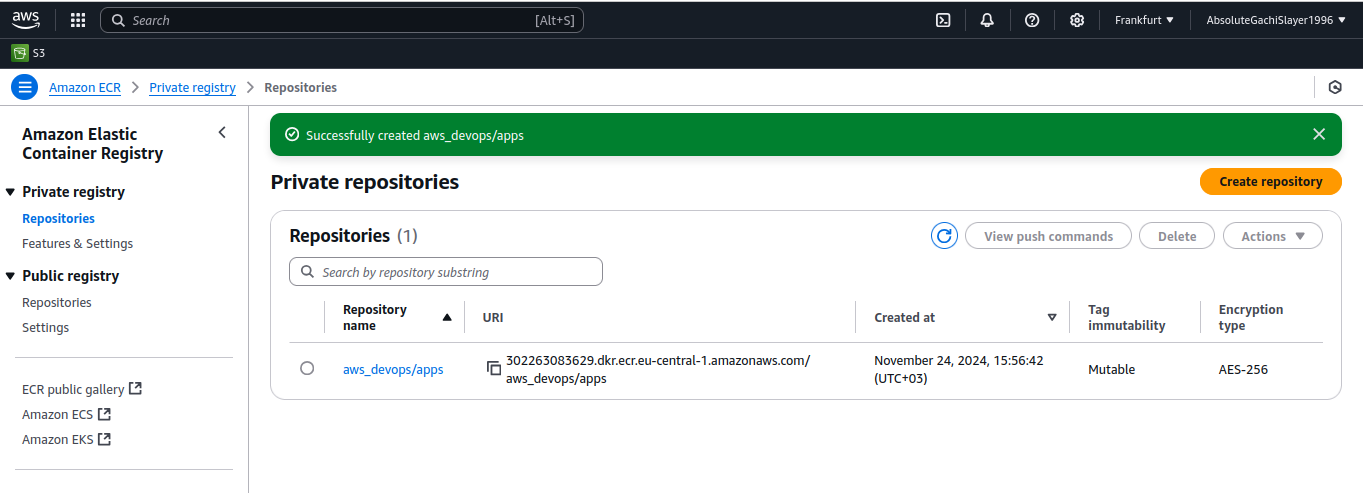 aws
Search [Alt+S] Frankfurt ▼ AbsoluteGachiSlayer1996 ▼
S3
Amazon ECR > Private registry > Repositories
Amazon Elastic
Container Registry
Private registry
Repositories
Features & Settings
Public registry
Repositories
Settings
ECR public gallery
Amazon ECS
Amazon EKS
Successfully created aws_devops/apps
Private repositories
Create repository
Repositories (1)
View push commands
Delete
Actions ▼
Search by repository substring
Repository
name
URI
Created at
Tag
immutability
Encryption
type
aws_devops/apps
302263083629.dkr.ecr.eu-central-1.amazonaws.com/
aws_devops/apps
November 24, 2024, 15:56:42
(UTC+03)
Mutable
AES-256